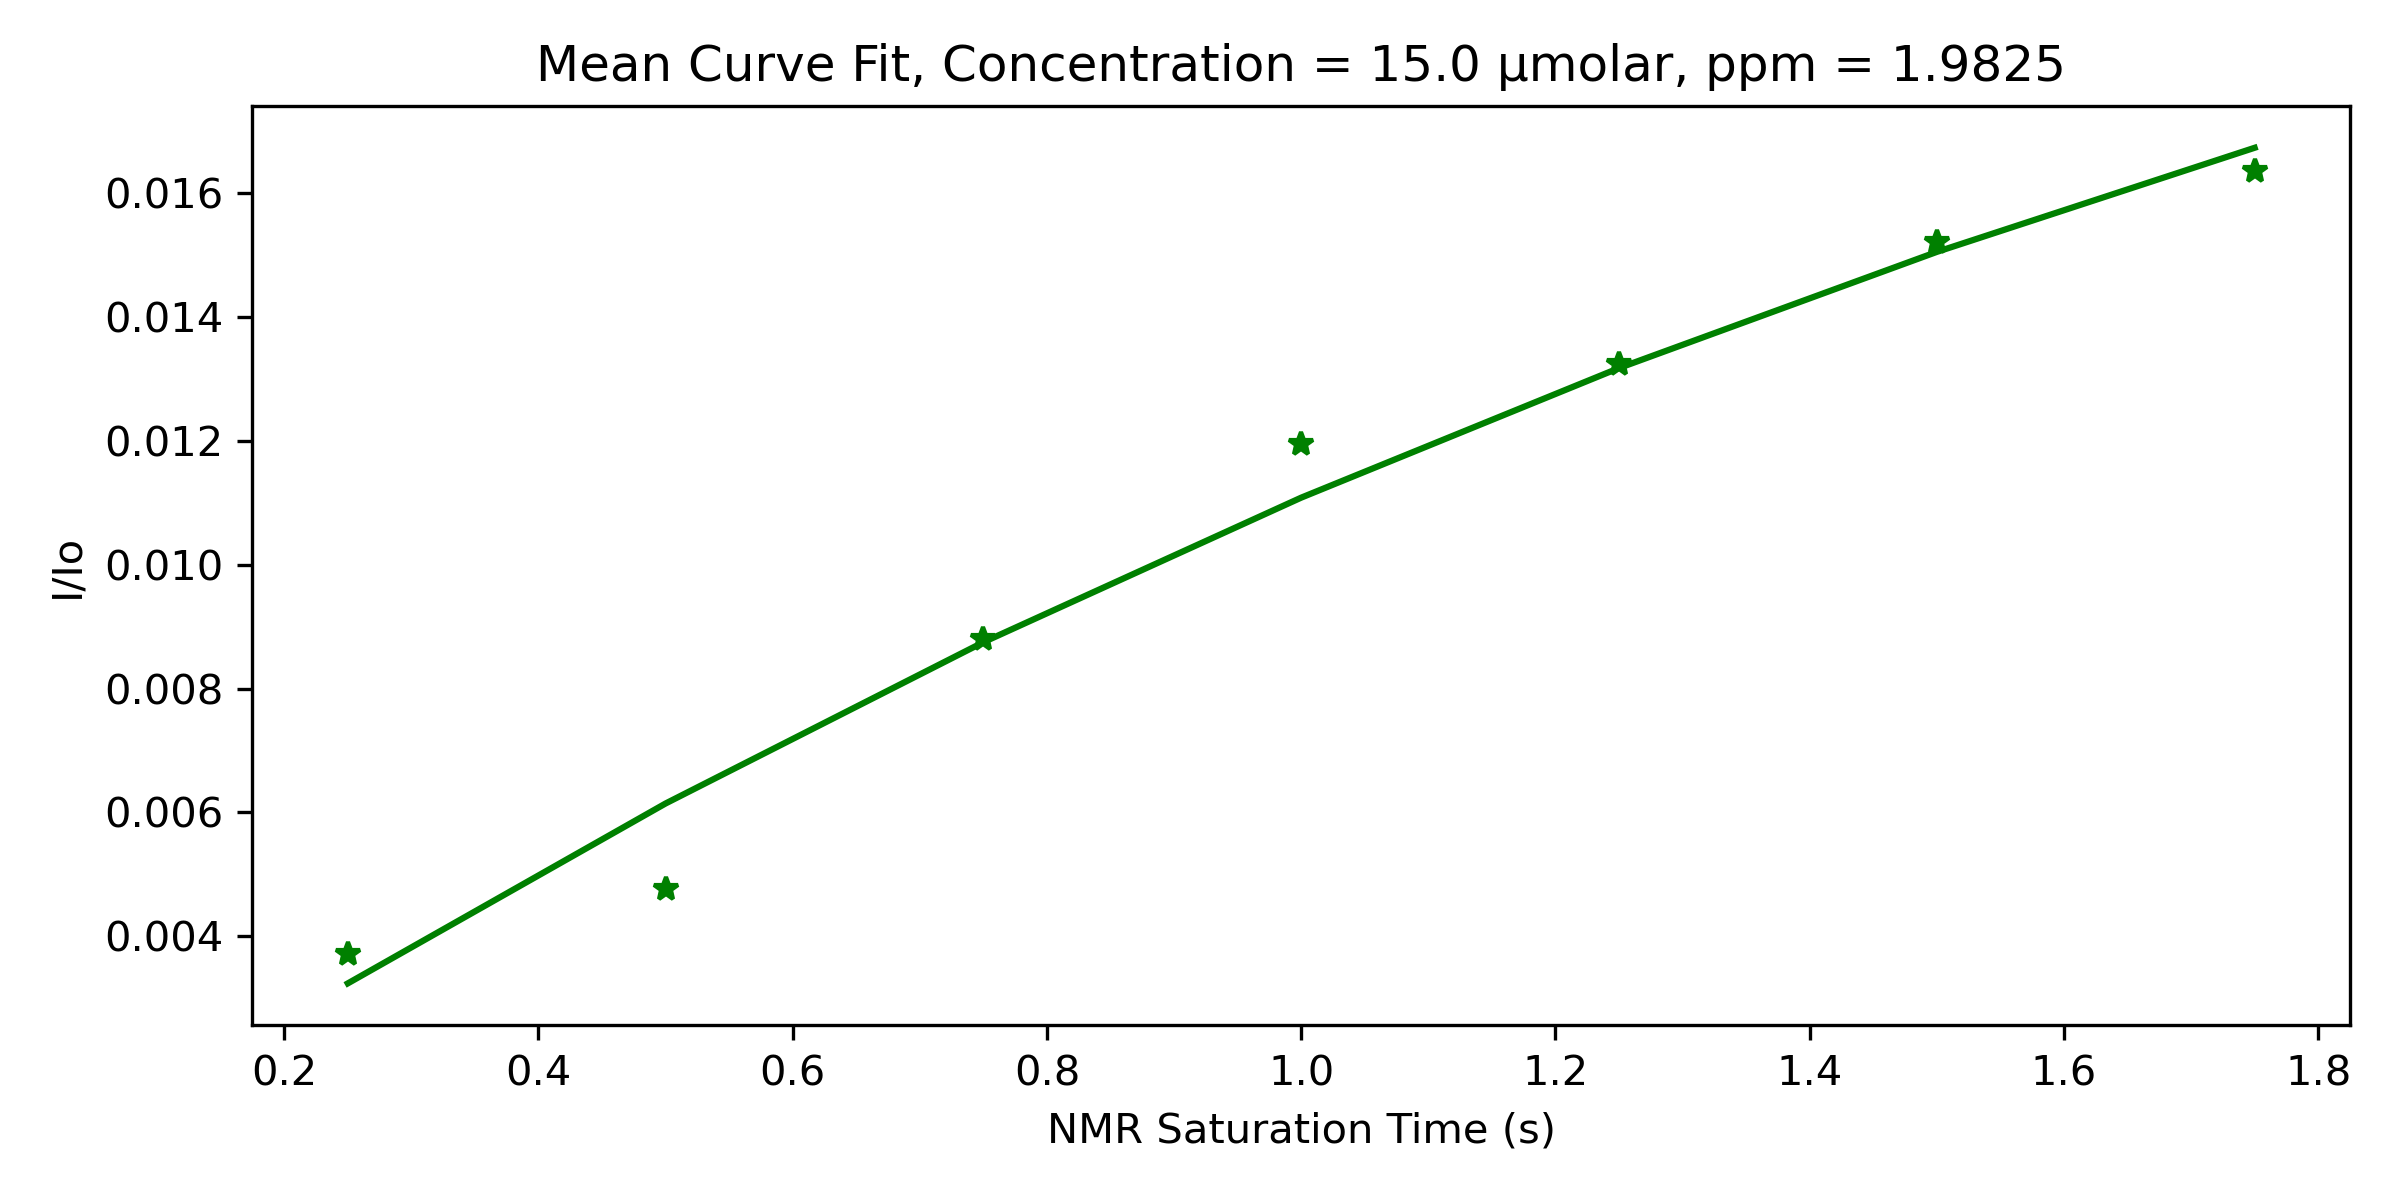 Mean Curve Fit, Concentration = 15.0 µmolar, ppm = 1.9825
0.016
0.014
0.012
0.010
0.008
0.006
0.004
I/Io
0.2 0.4 0.6 0.8 1.0 1.2 1.4 1.6 1.8
NMR Saturation Time (s)